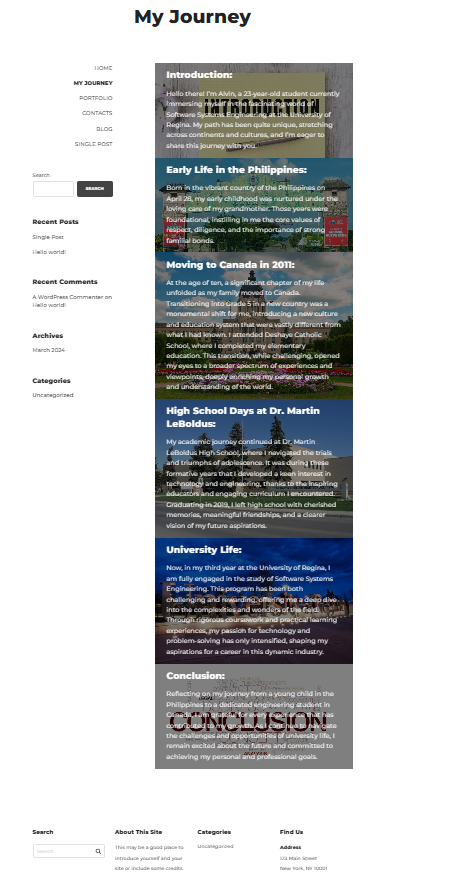 My Journey
HOME
MY JOURNEY
PORTFOLIO
CONTACTS
BLOG
SINGLE POST
Search
SEARCH
Recent Posts
Single Post
Hello world!
Recent Comments
A WordPress Commenter on
Hello world!
Archives
March 2024
Categories
Uncategorized
Introduction:
Hello there! I'm Alvin, a 23-year-old student currently
immersing myself in the fascinating world of
Software Systems Engineering at the University of
Regina. My path has been quite unique, stretching
across continents and cultures, and I'm eager to
share this journey with you.
INTRODUCTION
Early Life in the Philippines:
Born in the vibrant country of the Philippines on
April 28, my early childhood was nurtured under the
loving care of my grandmother. Those years were
foundational, instilling in me the core values of
respect, diligence, and the importance of strong
familial bonds.
Moving to Canada in 2011:
At the age of ten, a significant chapter of my life
unfolded as my family moved to Canada.
Transitioning into Grade 5 in a new country was a
monumental shift for me, introducing a new culture
and education system that were vastly different from
what I had known. I attended Deshaye Catholic
School, where I completed my elementary
education. This transition, while challenging, opened
my eyes to a broader spectrum of experiences and
viewpoints, deeply enriching my personal growth
and understanding of the world.
High School Days at Dr. Martin
LeBoldus:
My academic journey continued at Dr. Martin
LeBoldus High School, where I navigated the trials
and triumphs of adolescence. It was during these
formative years that I developed a keen interest in
technology and engineering, thanks to the inspiring
educators and engaging curriculum I encountered.
Graduating in 2019, I left high school with cherished
memories, meaningful friendships, and a clearer
vision of my future aspirations.
University Life:
Now, in my third year at the University of Regina, I
am fully engaged in the study of Software Systems
Engineering. This program has been both
challenging and rewarding, offering me a deep dive
into the complexities and wonders of the field.
Through rigorous coursework and practical learning
experiences, my passion for technology and
problem-solving has only intensified, shaping my
aspirations for a career in this dynamic industry.
Conclusion:
Reflecting on my journey from a young child in the
Philippines to a dedicated engineering student in
Canada, I am grateful for every experience that has
contributed to my growth. As I continue to navigate
the challenges and opportunities of university life, I
remain excited about the future and committed to
achieving my personal and professional goals.
CONCLUSION
Search
Search
About This Site
This may be a good place to
introduce yourself and your
site or include some credits.
Categories
Uncategorized
Find Us
Address
123 Main Street
New York, NY 10001